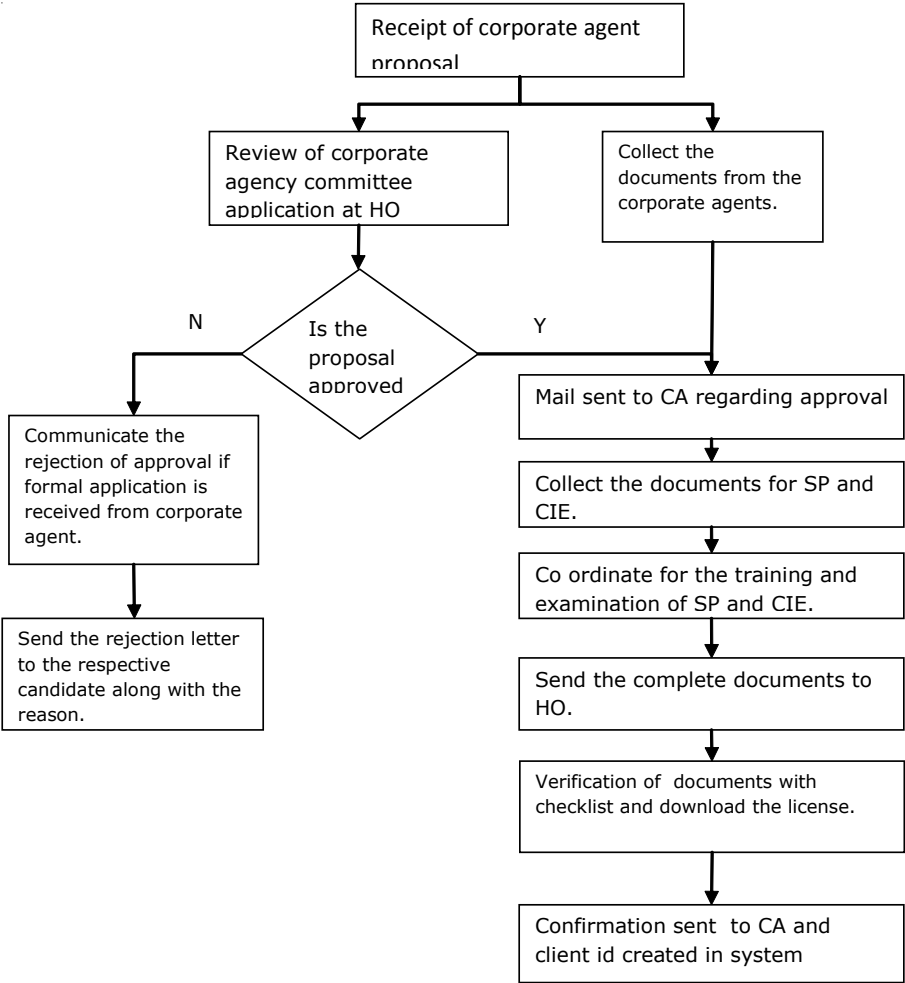 Receipt of corporate agent
proposal
Review of corporate
agency committee
application at HO
Collect the
documents from the
corporate agents.
N
Is the
proposal
approved
Y
Communicate the
rejection of approval if
formal application is
received from corporate
agent.
Send the rejection letter
to the respective
candidate along with the
reason.
Mail sent to CA regarding approval
Collect the documents for SP and
CIE.
Co ordinate for the training and
examination of SP and CIE.
Send the complete documents to
HO.
Verification of  documents with
checklist and download the license.
Confirmation sent  to CA and
client id created in system